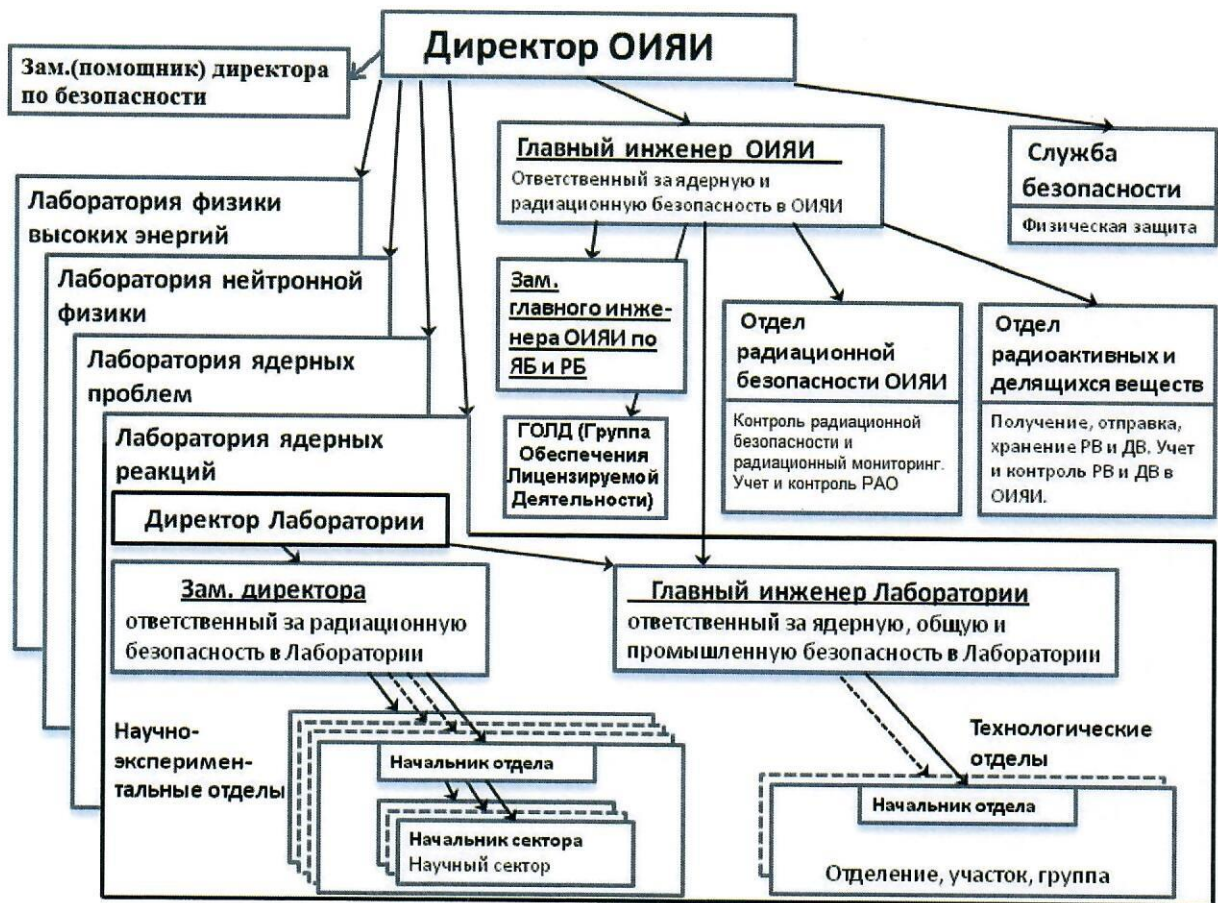 Директор ОИЯИ
Зам.(помощник) директора
по безопасности
Главный инженер ОИЯИ
Ответственный за ядерную и
радиационную безопасность в ОИЯИ
Служба
безопасности
Физическая защита
Лаборатория физики
высоких энергий
Лаборатория нейтронной
физики
Лаборатория ядерных
проблем
Лаборатория ядерных
реакций
Зам.
главного инже-
нера ОИЯИ по
ЯБ и РБ
ГОЛД (Группа
Обеспечения
Лицензируемой
Деятельности)
Отдел
радиационной
безопасности ОИЯИ
Контроль радиационной
безопасности и
радиационный мониторинг.
Учет и контроль РАО
Отдел
радиоактивных и
делящихся веществ
Получение, отправка,
хранение РВ и ДВ. Учет
и контроль РВ и ДВ в
ОИЯИ.
Директор Лаборатории
Зам. директора
ответственный за радиационную
безопасность в Лаборатории
Главный инженер Лаборатории
ответственный за ядерную, общую и
промышленную безопасность в Лаборатории
Научно-
эксперимен-
тальные отделы
Начальник отдела
Начальник сектора
Научный сектор
Технологические
отделы
Начальник отдела
Отделение, участок, группа